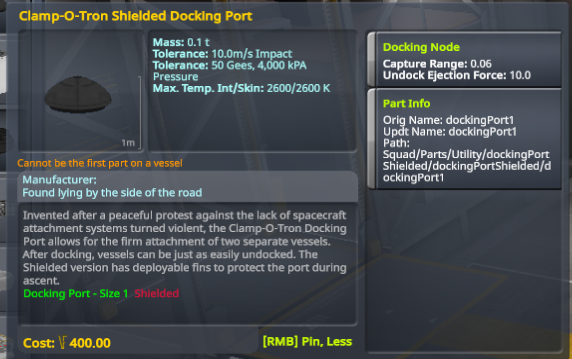 Clamp-O-Tron Shielded Docking Port
Mass: 0.1 t
Tolerance: 10.0m/s Impact
Tolerance: 50 Gees, 4,000 kPA
Pressure
Max. Temp. Int/Skin: 2600/2600 K
1m
Cannot be the first part on a vessel
Manufacturer:
Found lying by the side of the road
Invented after a peaceful protest against the lack of spacecraft
attachment systems turned violent, the Clamp-O-Tron Docking
Port allows for the firm attachment of two separate vessels.
After docking, vessels can be just as easily undocked. The
Shielded version has deployable fins to protect the port during
ascent.
Docking Port - Size 1 Shielded
Cost: 400.00
[RMB] Pin, Less
Docking Node
Capture Range: 0.06
Undock Ejection Force: 10.0
Part Info
Orig Name: dockingPort1
Updt Name: dockingPort1
Path:
Squad/Parts/Utility/dockingPort
Shielded/dockingPortShielded/d
ockingPort1